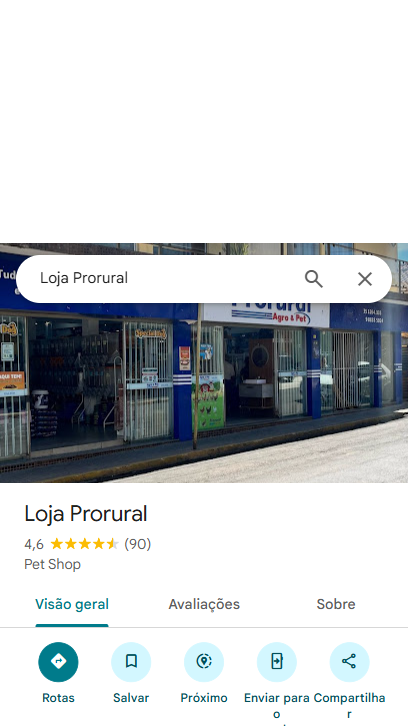 Tud
Loja Prorural
Prorural
Agro & Pet
Loja Prorural
4,6 (90)
Pet Shop
Visão geral Avaliações Sobre
Rotas Salvar Próximo Enviar para o Compartilhar